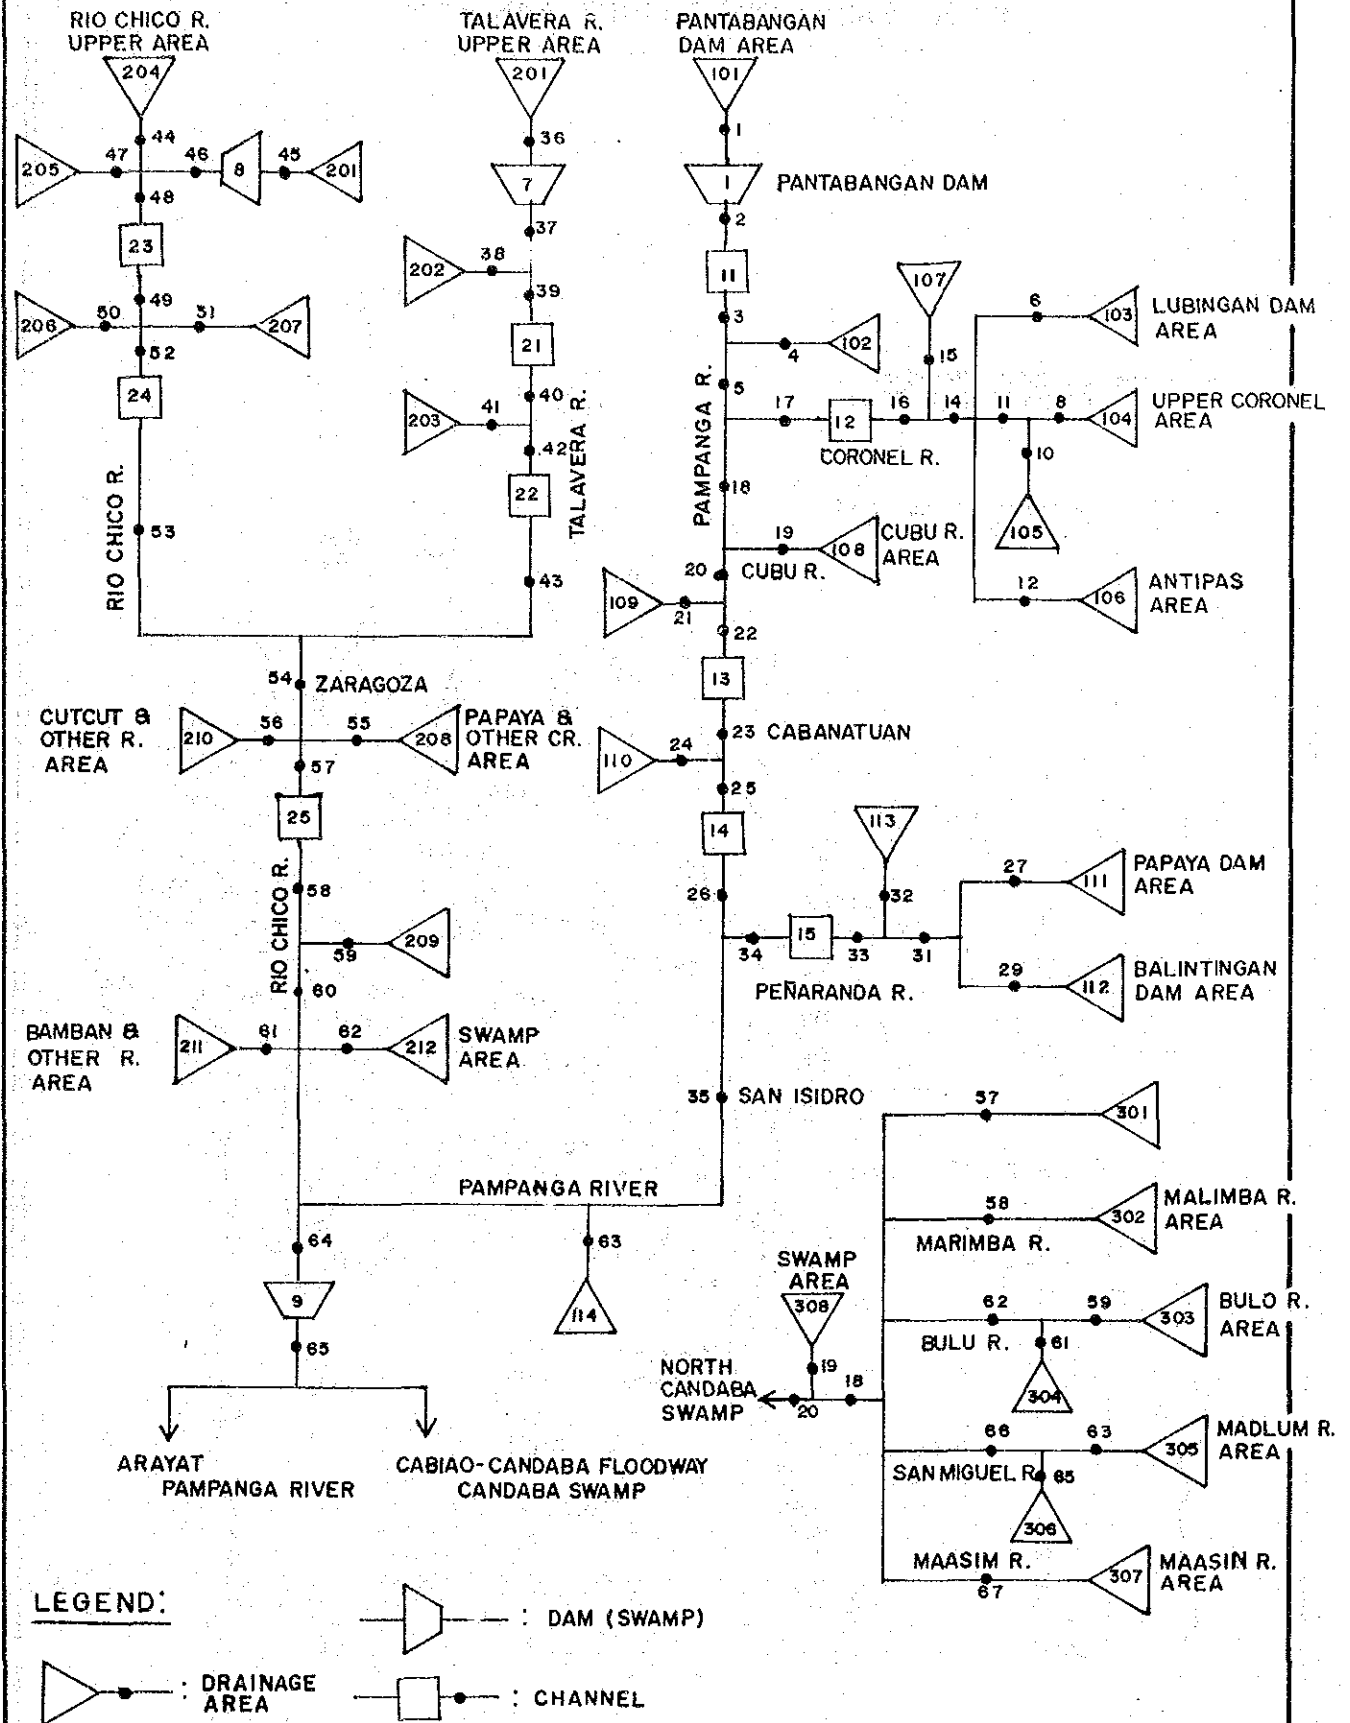 RIO CHICO R.
UPPER AREA
204
TALAVERA R.
UPPER AREA
201
PANTABANGAN
DAM AREA
101
44
205
47
46
8
45
201
48
23
49
206
50
51
207
52
24
RIO CHICO R.
53
36
7
37
202
38
39
21
40
203
41
42
TALAVERA R.
22
43
1
1
PANTABANGAN DAM
2
11
3
4
102
5
PAMPANGA R.
17
12
16
CORONEL R.
107
15
14
11
8
104
UPPER CORONEL
AREA
6
103
LUBINGAN DAM
AREA
10
105
12
106
ANTIPAS
AREA
18
19
108
CUBU R.
AREA
CUBU R.
20
109
21
22
13
23 CABANATUAN
110
24
25
14
26
113
32
34
15
33
31
PEÑARANDA R.
27
111
PAPAYA DAM
AREA
29
112
BALINTINGAN
DAM AREA
35
SAN ISIDRO
54
ZARAGOZA
CUTCUT &
OTHER R.
AREA
210
56
55
208
PAPAYA &
OTHER CR.
AREA
57
25
58
RIO CHICO R.
59
209
60
BAMBAN &
OTHER R.
AREA
211
61
62
212
SWAMP
AREA
PAMPANGA RIVER
64
63
114
9
65
ARAYAT
PAMPANGA RIVER
CABIAO-CANDABA FLOODWAY
CANDABA SWAMP
57
301
58
302
MALIMBA R.
AREA
MARIMBA R.
SWAMP
AREA
308
62
59
303
BULO R.
AREA
BULU R.
61
304
19
18
20
NORTH
CANDABA
SWAMP
66
63
305
MADLUM R.
AREA
SAN MIGUEL R.
65
306
MAASIM R.
67
307
MAASIN R.
AREA
LEGEND:
: DAM (SWAMP)
: DRAINAGE
AREA
: CHANNEL